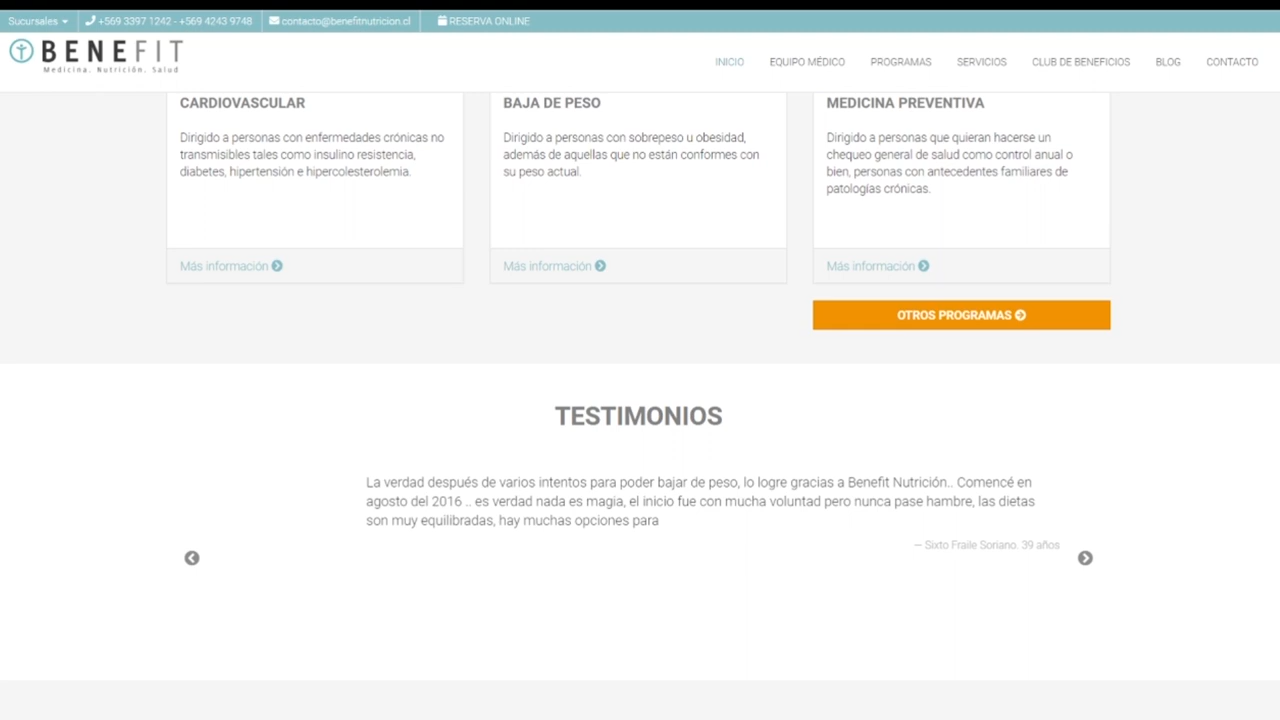 Sucursales
+569 3397 1242 - +569 4243 9748
contacto@benefitnutricion.cl
RESERVA ONLINE
BENEFIT
Medicina. Nutrición. Salud
INICIO
EQUIPO MÉDICO
PROGRAMAS
SERVICIOS
CLUB DE BENEFICIOS
BLOG
CONTACTO
CARDIOVASCULAR
Dirigido a personas con enfermedades crónicas no
transmisibles tales como insulino resistencia,
diabetes, hipertensión e hipercolesterolemia.
Más información
BAJA DE PESO
Dirigido a personas con sobrepeso u obesidad,
además de aquellas que no están conformes con
su peso actual.
Más información
MEDICINA PREVENTIVA
Dirigido a personas que quieran hacerse un
chequeo general de salud como control anual o
bien, personas con antecedentes familiares de
patologías crónicas.
Más información
OTROS PROGRAMAS
TESTIMONIOS
La verdad después de varios intentos para poder bajar de peso, lo logre gracias a Benefit Nutrición.. Comencé en
agosto del 2016 .. es verdad nada es magia, el inicio fue con mucha voluntad pero nunca pase hambre, las dietas
son muy equilibradas, hay muchas opciones para
— Sixto Fraile Soriano. 39 años